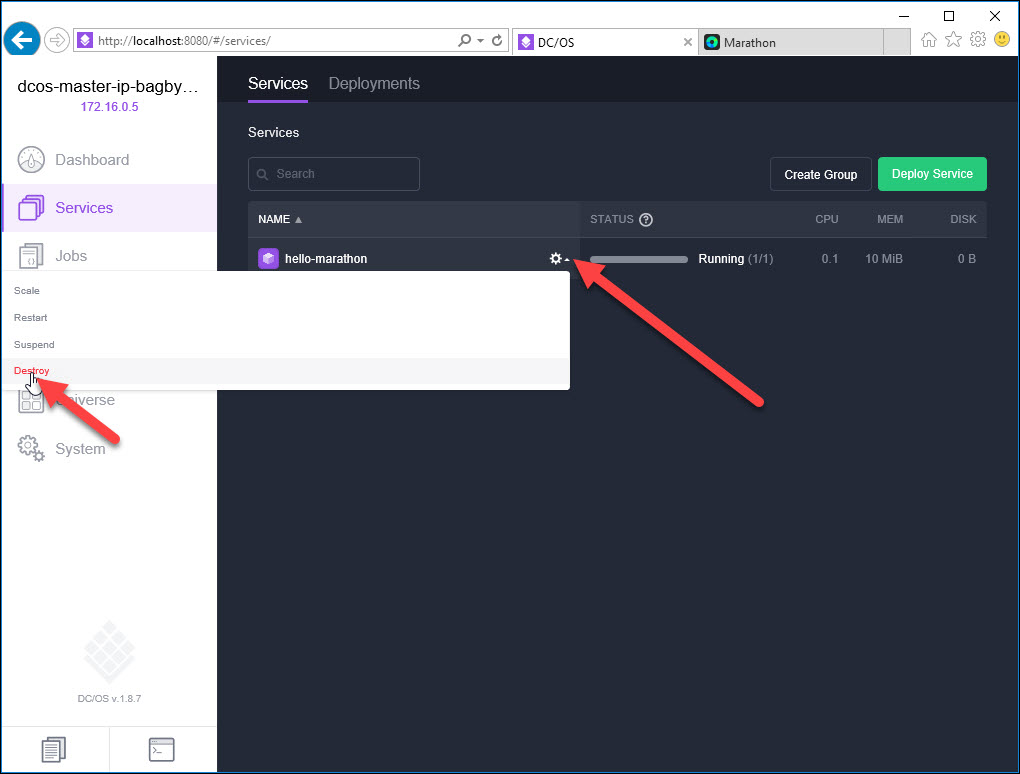 http://localhost:8080/#/services/
DC/OS
Marathon
dcos-master-ip-bagby…
172.16.0.5
Dashboard
Services
Jobs
Scale
Restart
Suspend
Destroy
System
DC/OS v.1.8.7
Services Deployments
Services
Search
Create Group
Deploy Service
NAME STATUS CPU MEM DISK
hello-marathon Running (1/1) 0.1 10 MiB 0 B